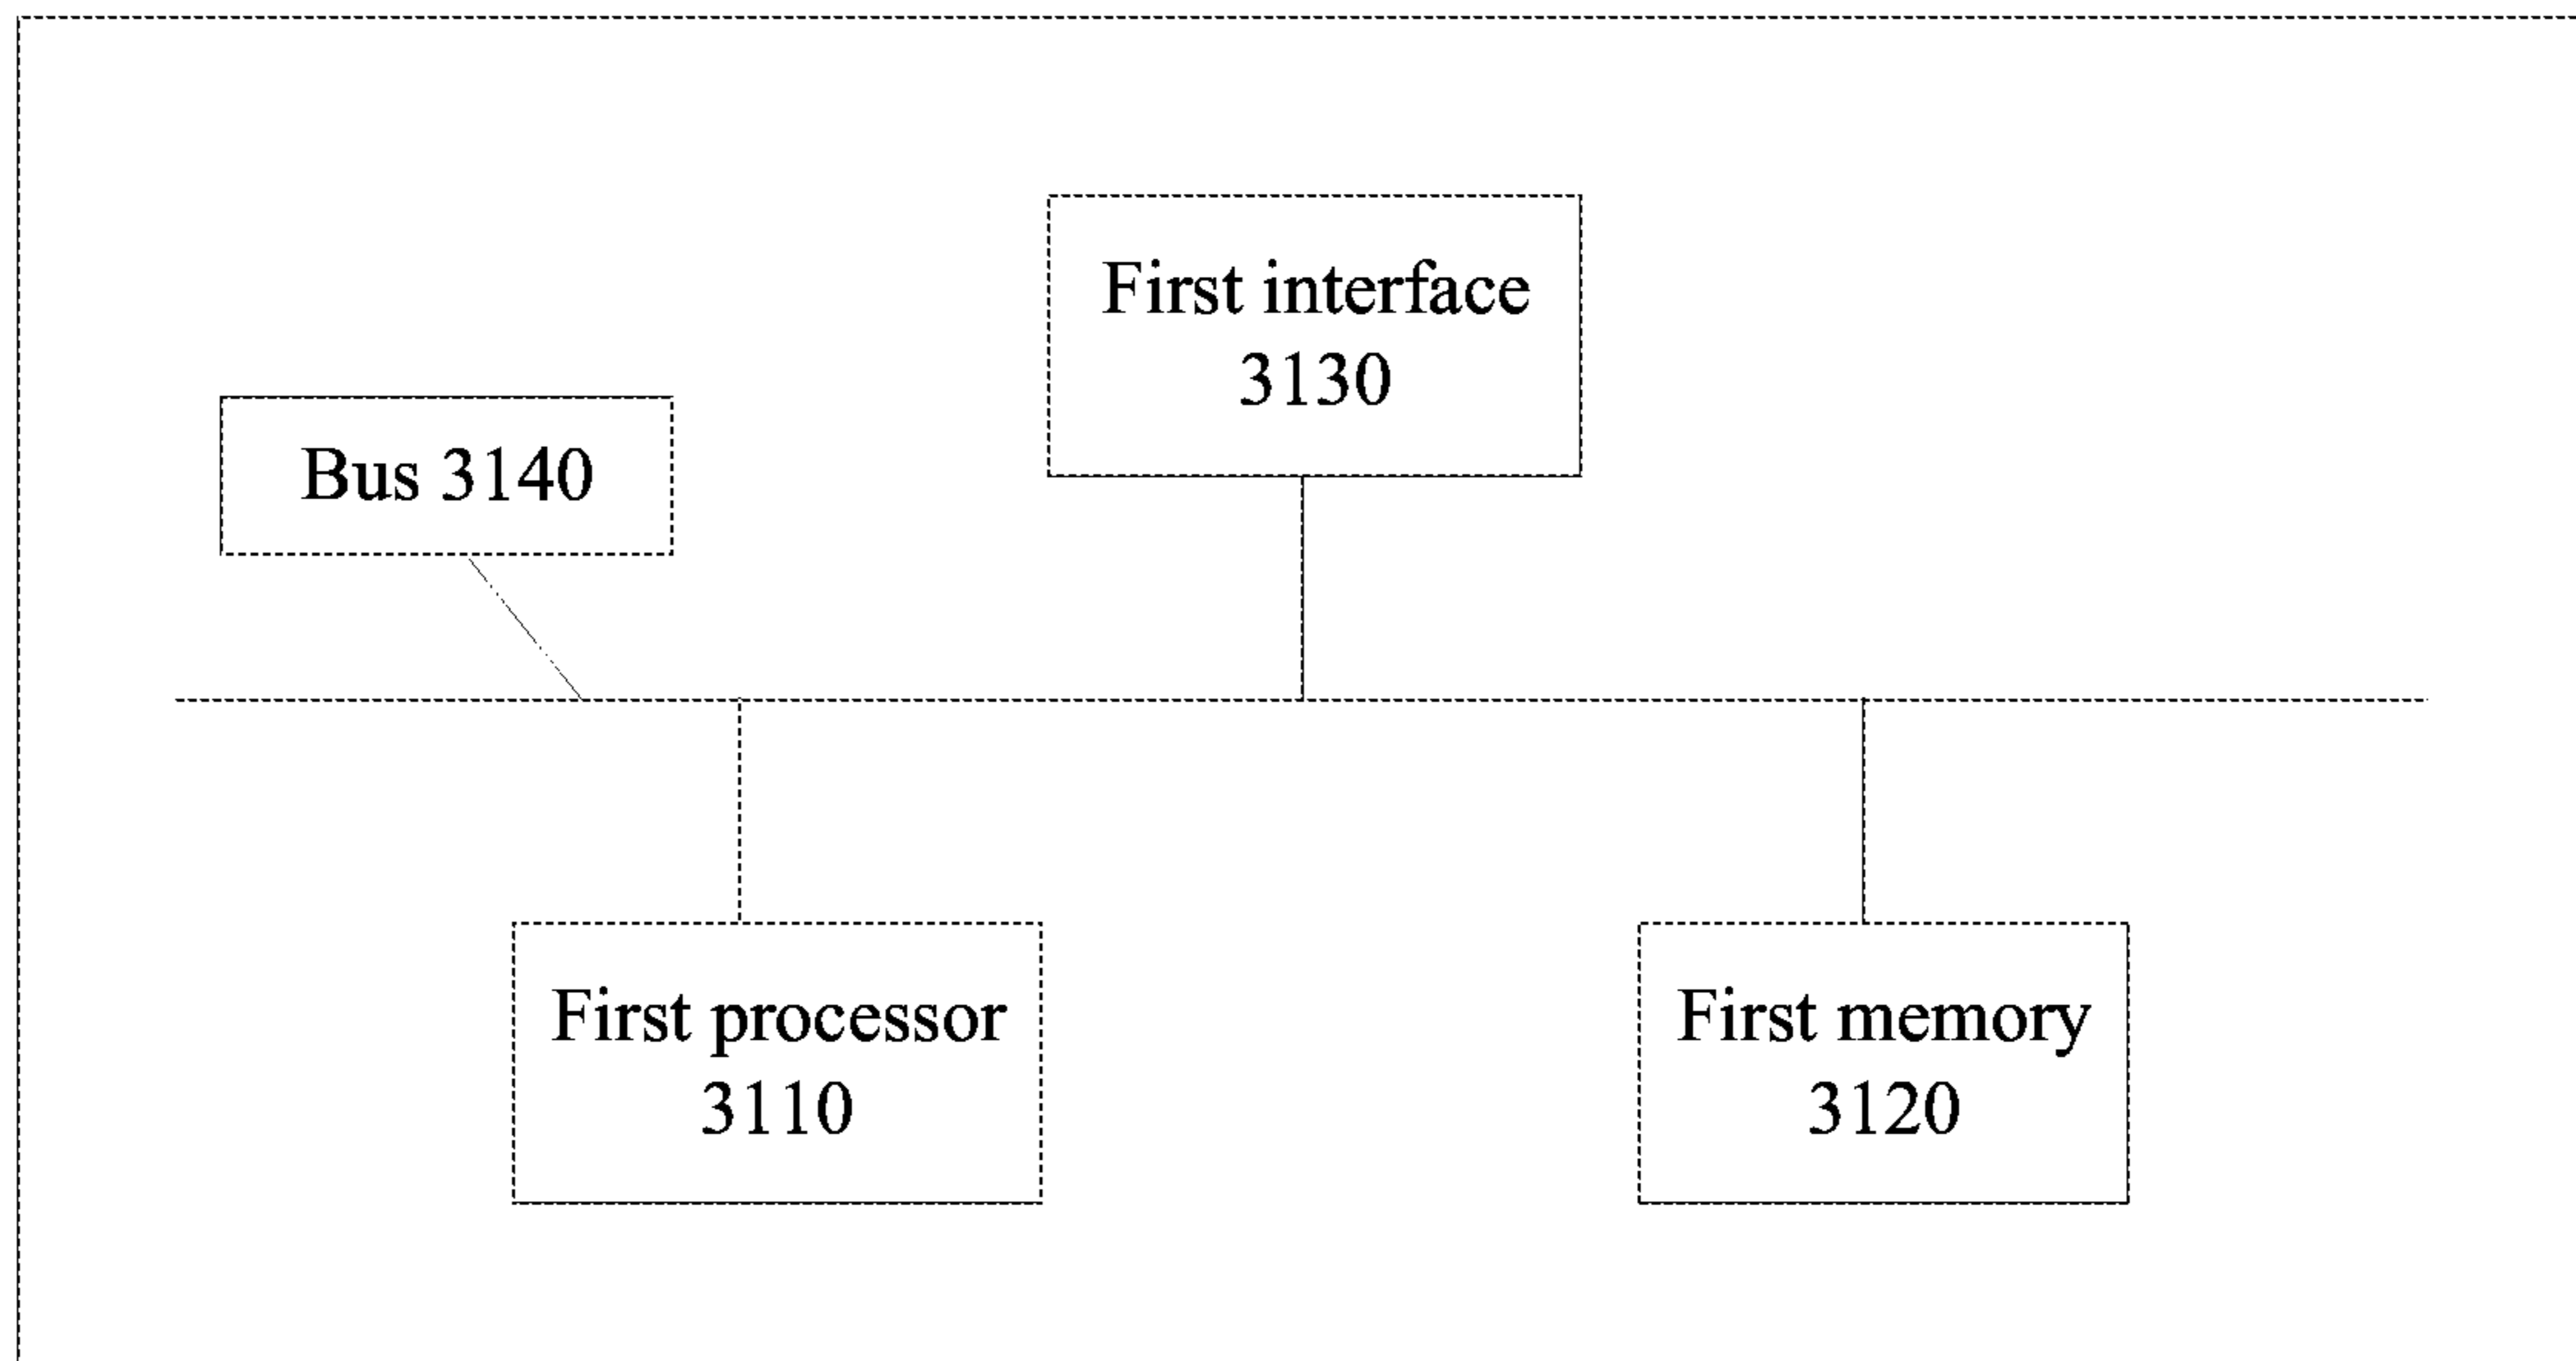 First interface
3130
Bus 3140
First processor
3110
First memory
3120